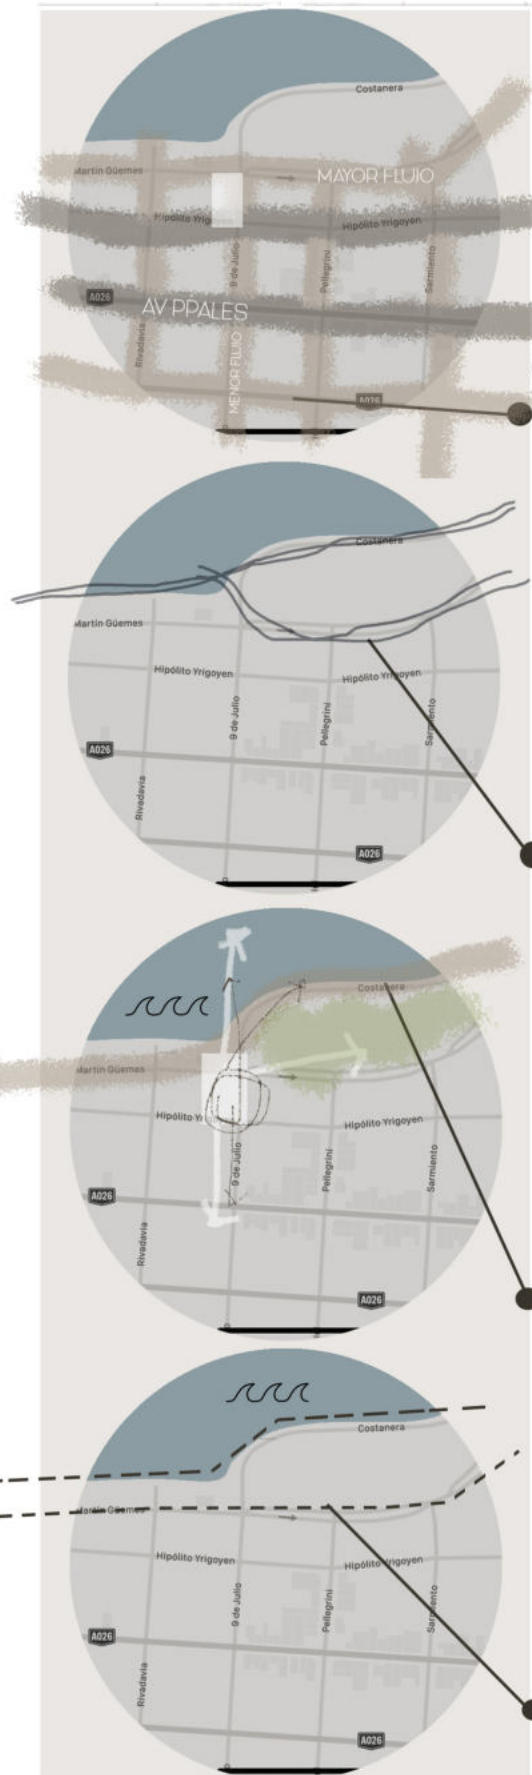 Costanera
Martín Güemes
MAYOR FLUJO
Hipólito Yrigoyen
Hipólito Yrigoyen
9 de Julio
Pellegrini
Sarmiento
A026
AV PPALES
Rivadavia
MENOR FLUJO
A026
Costanera
Martín Güemes
Hipólito Yrigoyen
Hipólito Yrigoyen
9 de Julio
Pellegrini
Sarmiento
A026
Rivadavia
A026
Costanera
Martín Güemes
Hipólito Yr
Hipólito Yrigoyen
9 de Julio
Pellegrini
Sarmiento
A026
Rivadavia
A026
Costanera
Martín Güemes
Hipólito Yrigoyen
Hipólito Yrigoyen
9 de Julio
Pellegrini
Sarmiento
A026
Rivadavia
A026